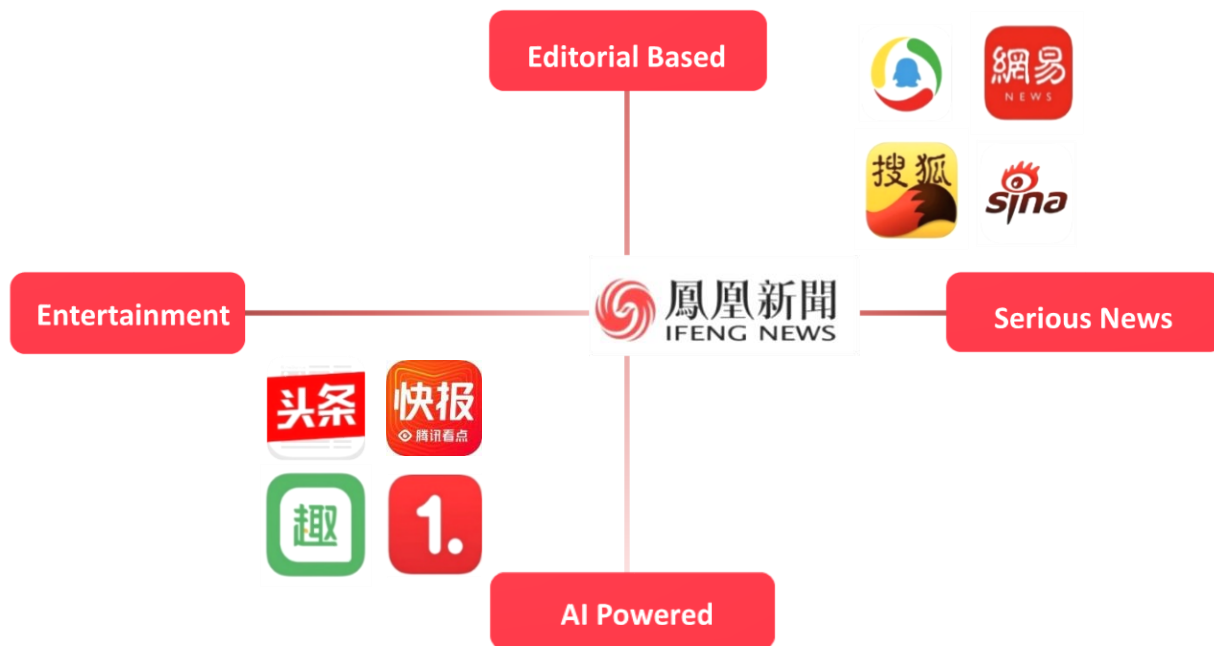 Editorial Based
網易
NEWS
搜狐
sina
Entertainment
鳳凰新聞
IFENG NEWS
Serious News
头条
快报
腾讯看点
趣
1.
AI Powered